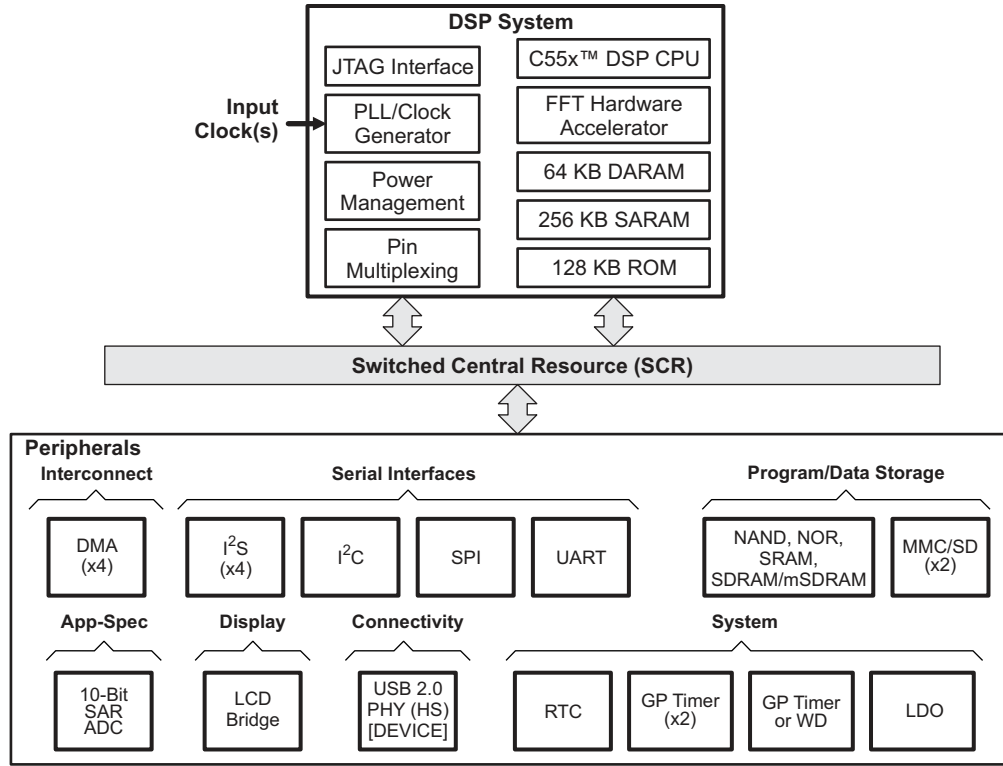 DSP System
JTAG Interface
C55x™ DSP CPU
Input
Clock(s)
PLL/Clock
Generator
FFT Hardware
Accelerator
Power
Management
64 KB DARAM
256 KB SARAM
Pin
Multiplexing
128 KB ROM
Switched Central Resource (SCR)
Peripherals
Interconnect
Serial Interfaces
Program/Data Storage
DMA
(x4)
I²S
(x4)
I²C
SPI
UART
NAND, NOR,
SRAM,
SDRAM/mSDRAM
MMC/SD
(x2)
App-Spec
Display
Connectivity
System
10-Bit
SAR
ADC
LCD
Bridge
USB 2.0
PHY (HS)
[DEVICE]
RTC
GP Timer
(x2)
GP Timer
or WD
LDO